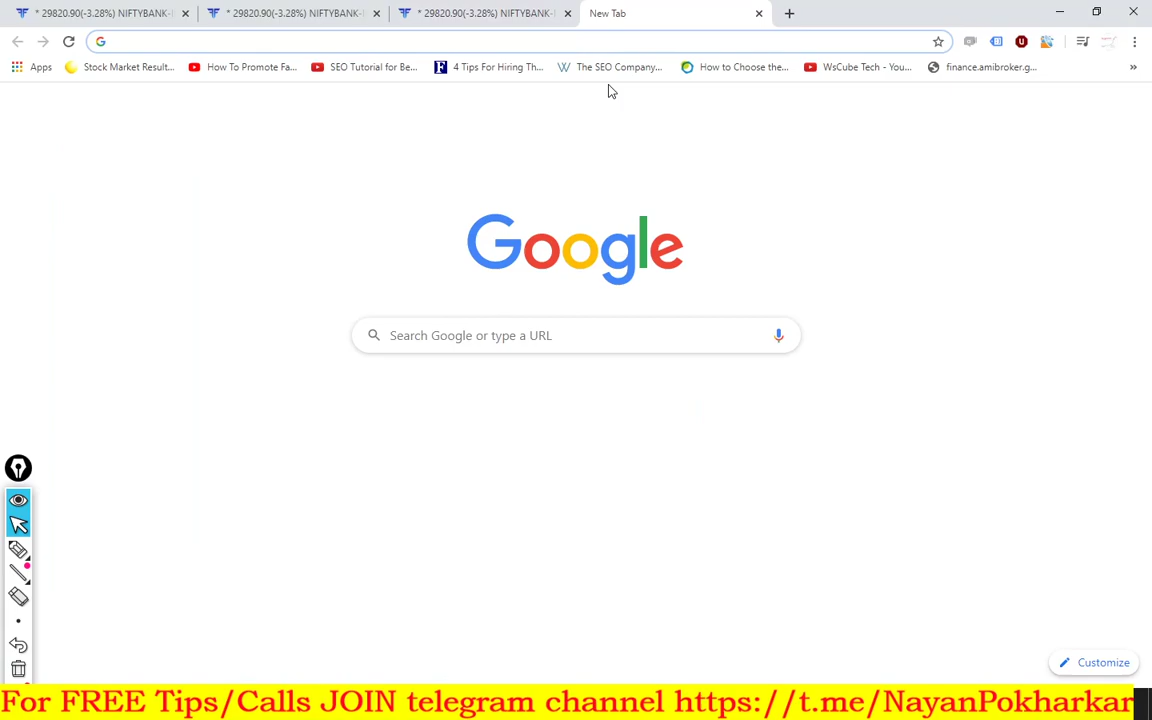 * 29820.90(-3.28%) NIFTYBANK-
* 29820.90(-3.28%) NIFTYBANK-
* 29820.90(-3.28%) NIFTYBANK-
New Tab
Apps
Stock Market Result...
How To Promote Fa...
SEO Tutorial for Be...
4 Tips For Hiring Th...
The SEO Company,...
How to Choose the...
WsCube Tech - You...
finance.amibroker.g...
Google
Search Google or type a URL
Customize
For FREE Tips/Calls JOIN telegram channel https://t.me/NayanPokharkar